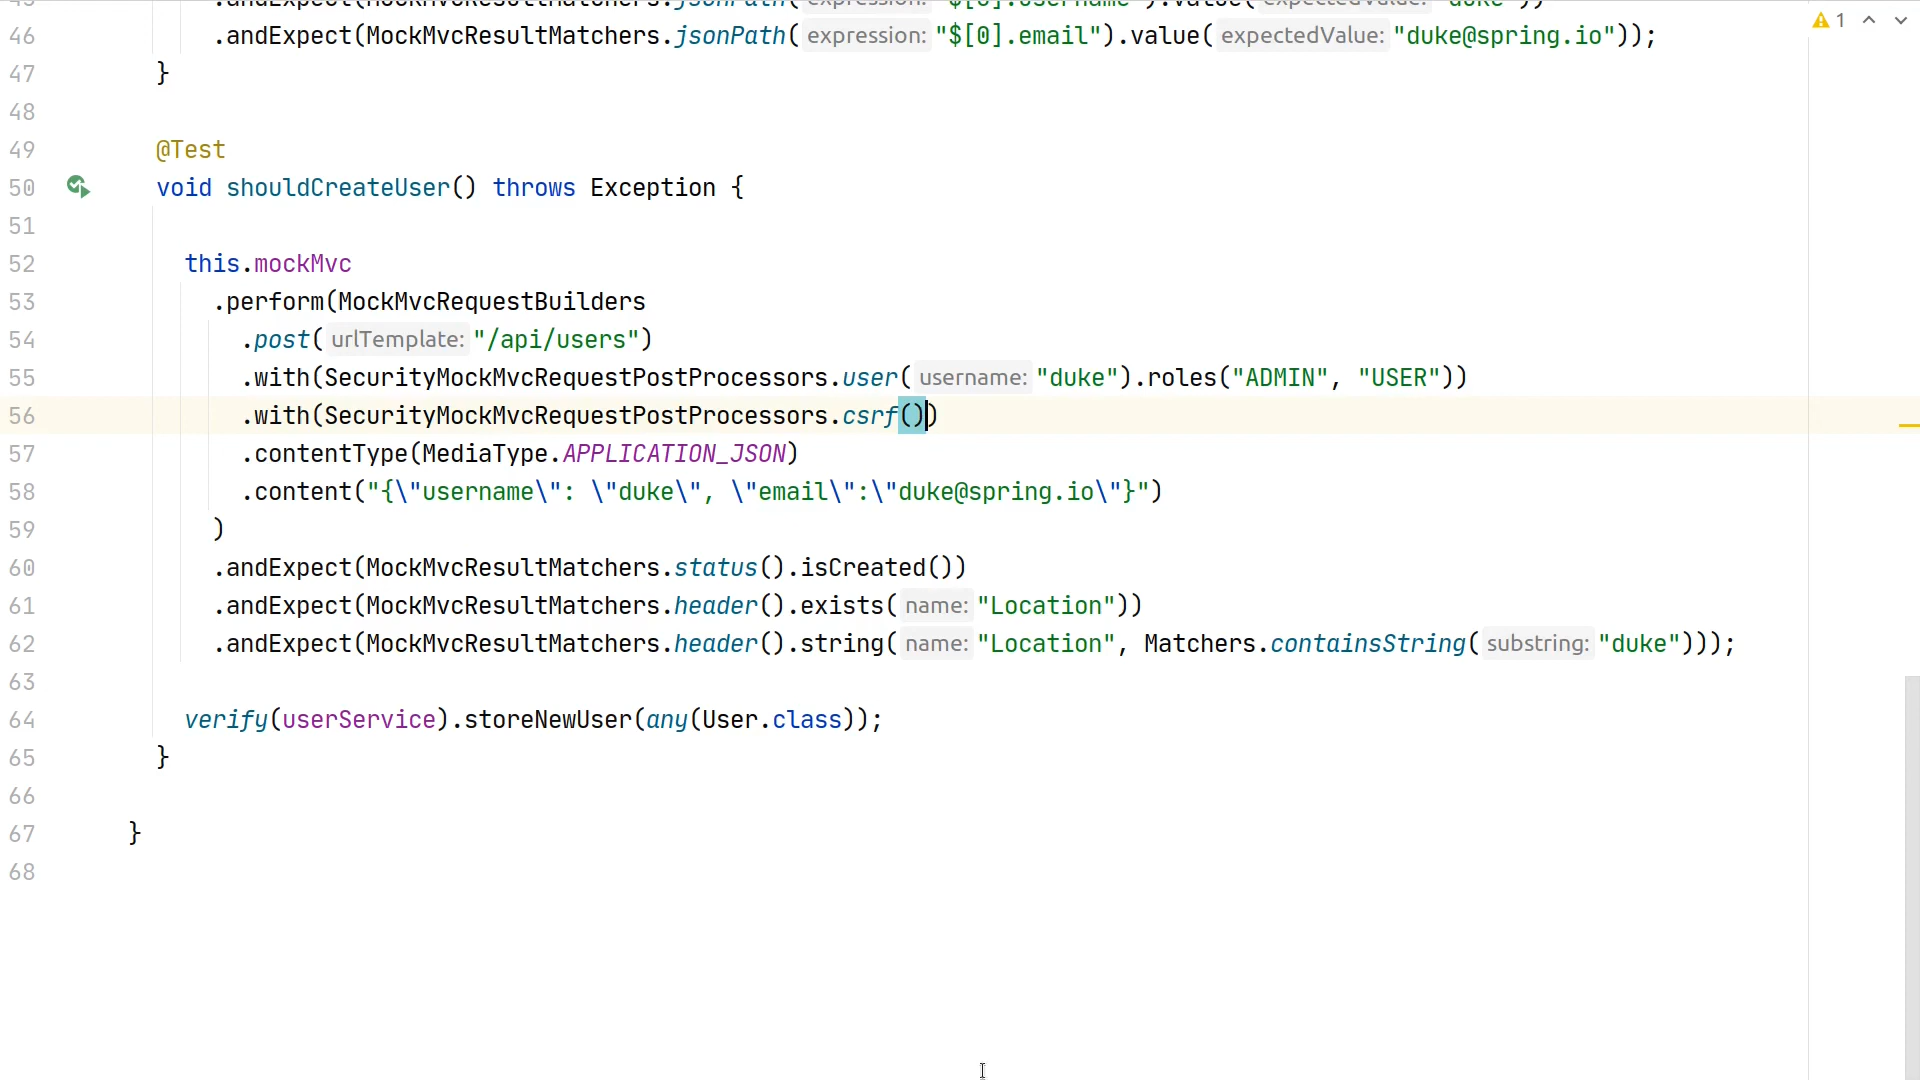 46 .andExpect(MockMvcResultMatchers.jsonPath( expression: "$[0].email").value( expectedValue: "duke@spring.io"));
47 }
48
49 @Test
50 void shouldCreateUser() throws Exception {
51
52 this.mockMvc
53 .perform(MockMvcRequestBuilders
54 .post( urlTemplate: "/api/users")
55 .with(SecurityMockMvcRequestPostProcessors.user( username: "duke").roles("ADMIN", "USER"))
56 .with(SecurityMockMvcRequestPostProcessors.csrf())
57 .contentType(MediaType.APPLICATION_JSON)
58 .content("{\"username\": \"duke\", \"email\":\"duke@spring.io\"}")
59 )
60 .andExpect(MockMvcResultMatchers.status().isCreated())
61 .andExpect(MockMvcResultMatchers.header().exists( name: "Location"))
62 .andExpect(MockMvcResultMatchers.header().string( name: "Location", Matchers.containsString( substring: "duke")));
63
64 verify(userService).storeNewUser(any(User.class));
65 }
66
67 }
68
1